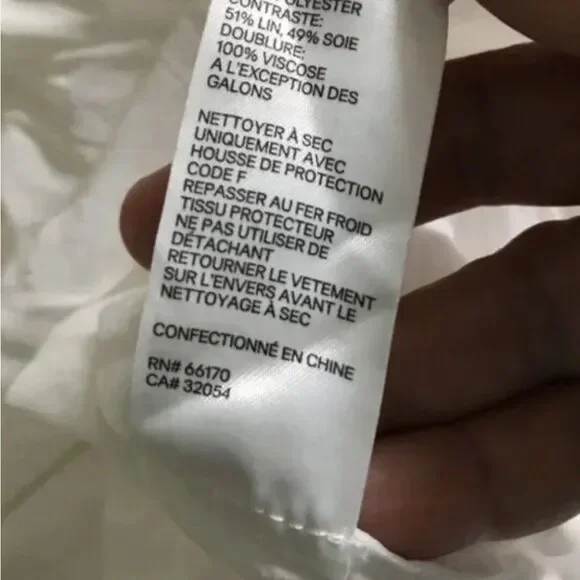 POLYESTER
CONTRASTE:
51% LIN, 49% SOIE
DOUBLURE:
100% VISCOSE
A L'EXCEPTION DES
GALONS
NETTOYER À SEC
UNIQUEMENT AVEC
HOUSSE DE PROTECTION
CODE F
REPASSER AU FER FROID
TISSU PROTECTEUR
NE PAS UTILISER DE
DÉTACHANT
RETOURNER LE VETEMENT
SUR L'ENVERS AVANT LE
NETTOYAGE À SEC
CONFECTIONNÉ EN CHINE
RN# 66170
CA# 32054